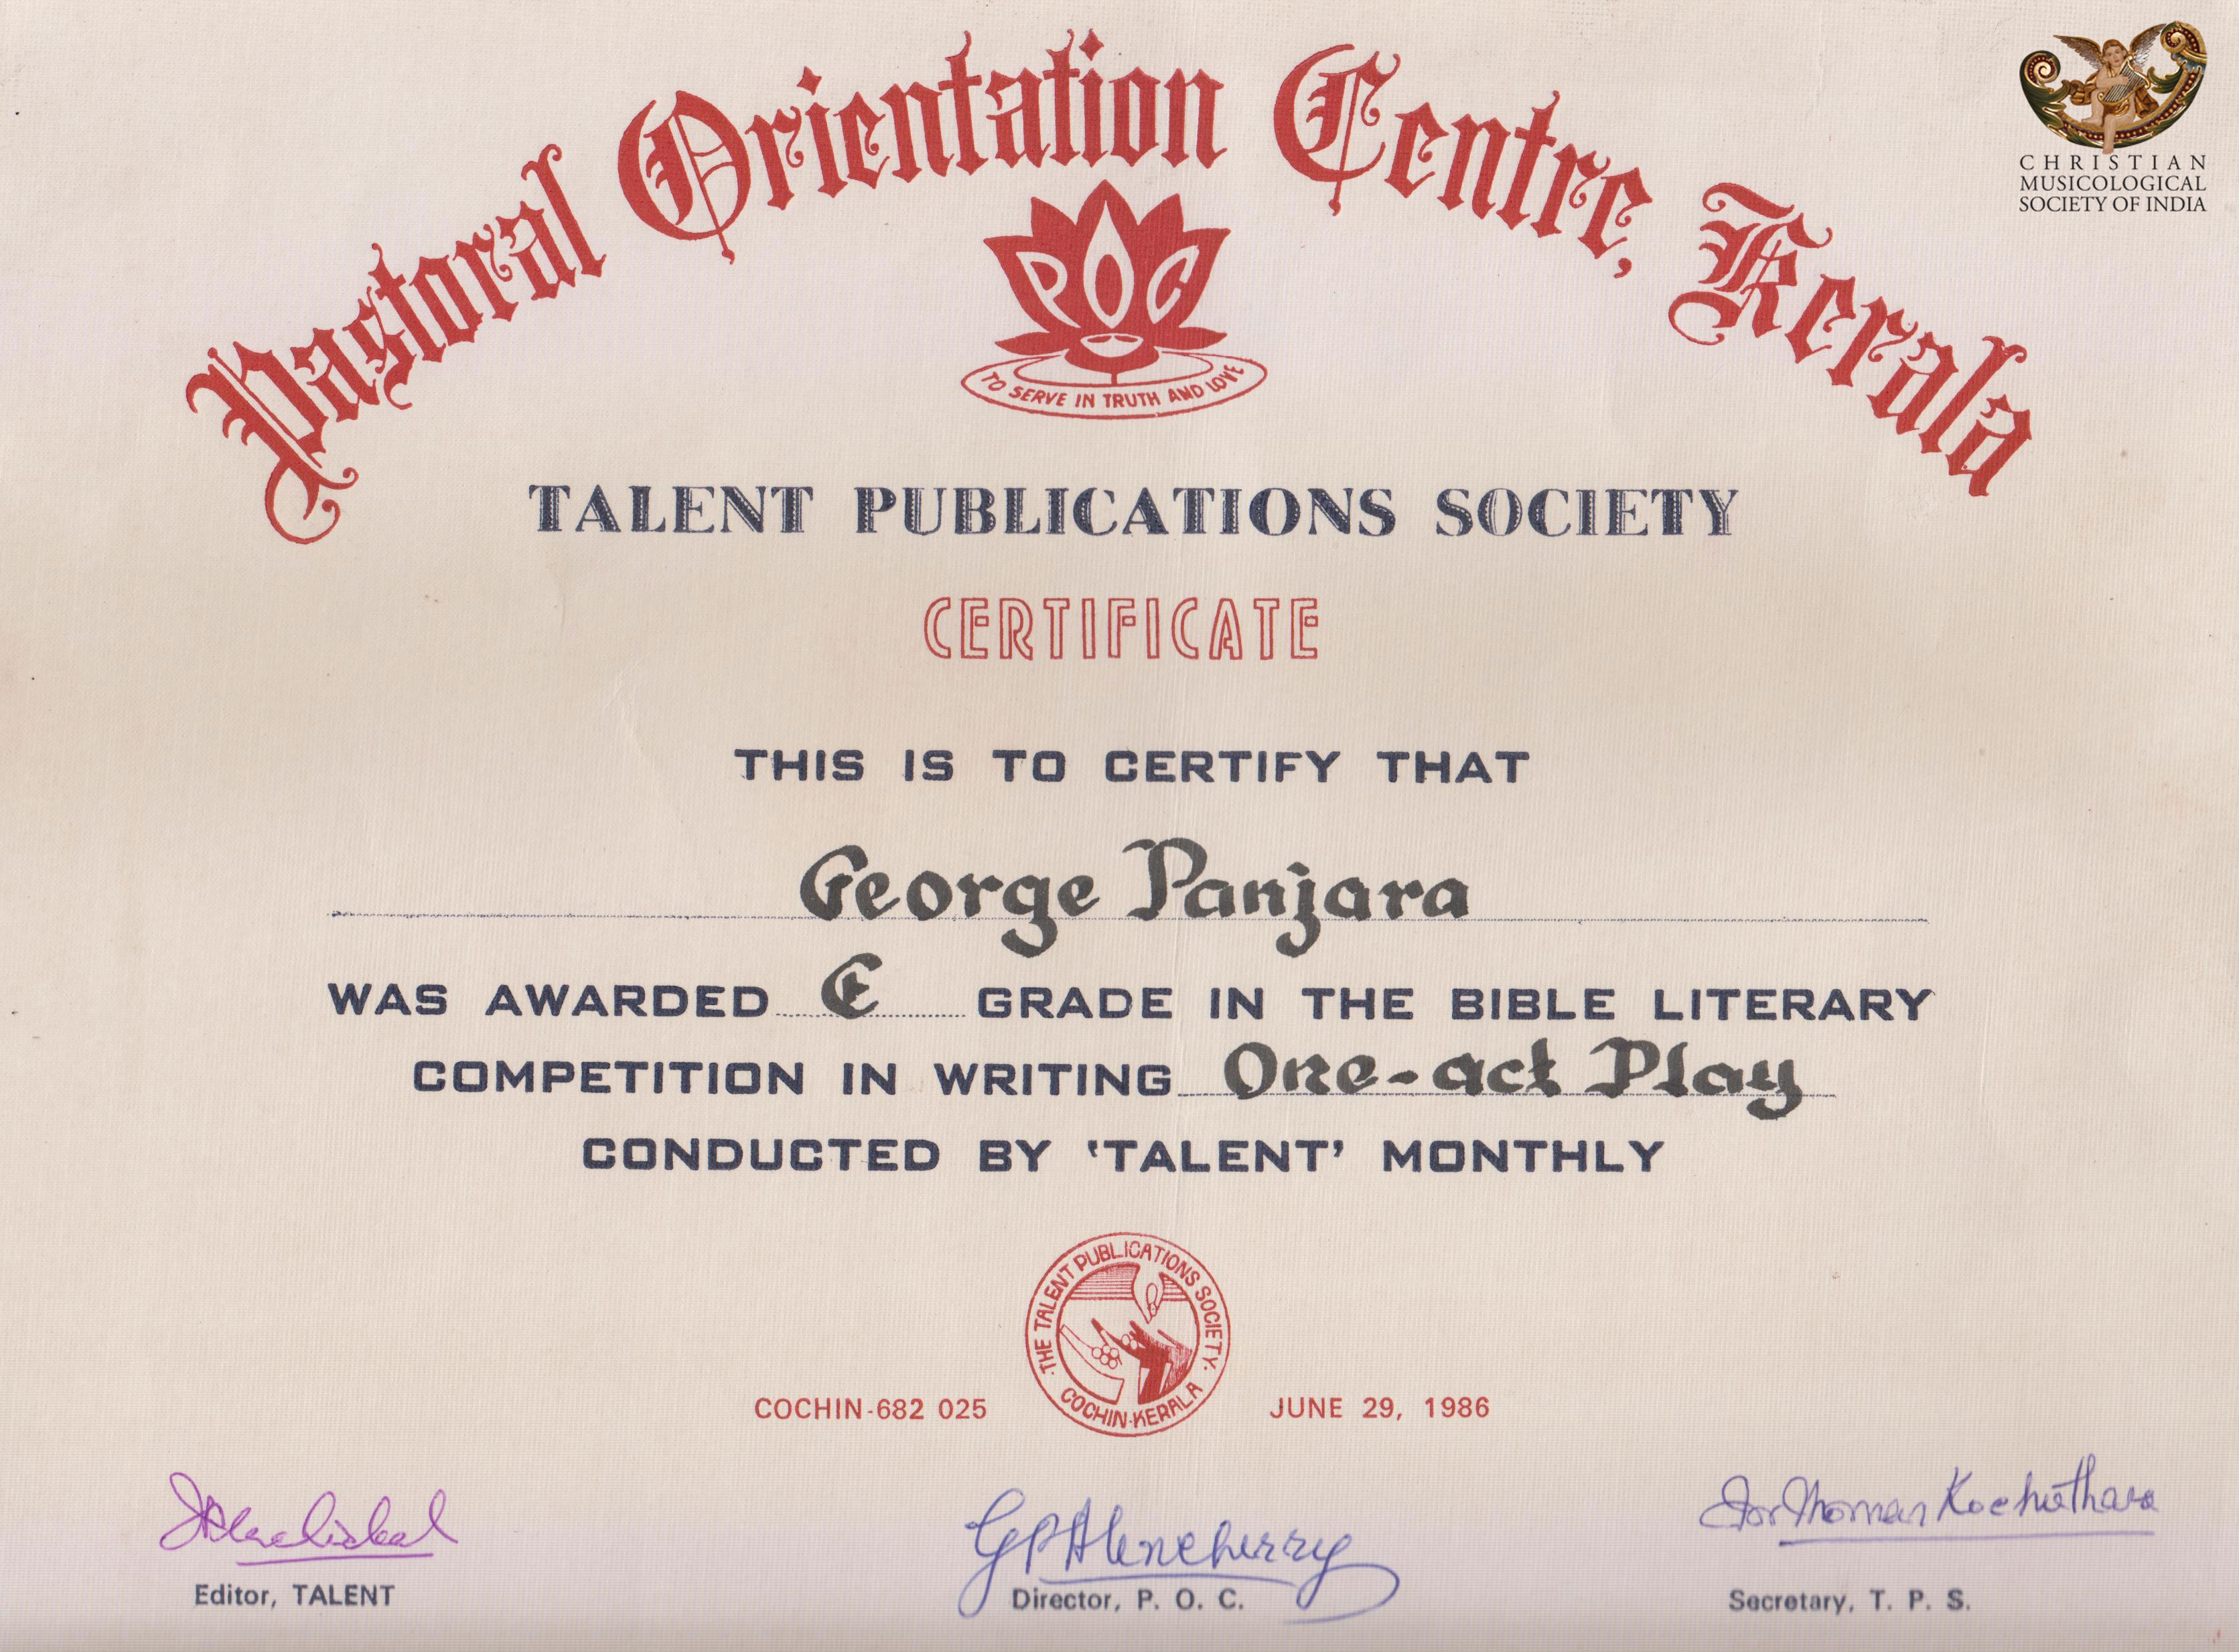 Pastoral Orientation Centre, Kerala
CHRISTIAN
MUSICOLOGICAL
SOCIETY OF INDIA
POC
TO SERVE IN TRUTH AND LOVE
TALENT PUBLICATIONS SOCIETY
CERTIFICATE
THIS IS TO CERTIFY THAT
George Panjara
WAS AWARDED C GRADE IN THE BIBLE LITERARY
COMPETITION IN WRITING One-act Play
CONDUCTED BY 'TALENT' MONTHLY
THE TALENT PUBLICATIONS SOCIETY
COCHIN-KERALA
COCHIN-682 025 JUNE 29, 1986
GPAlencherry
Thomas Kochuthara
Editor, TALENT
Director, P. O. C.
Secretary, T. P. S.